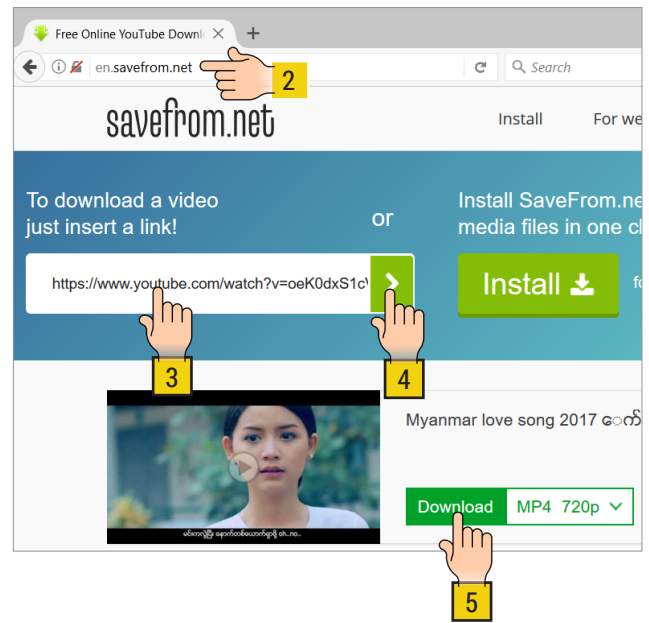 Free Online YouTube Downl
2
en.savefrom.net
Search
savefrom.net
Install
For we
To download a video
just insert a link!
or
Install SaveFrom.ne
media files in one cl
https://www.youtube.com/watch?v=oeK0dxS1c
Install
fo
3
4
Myanmar love song 2017 ေက်
Download
MP4 720p
5